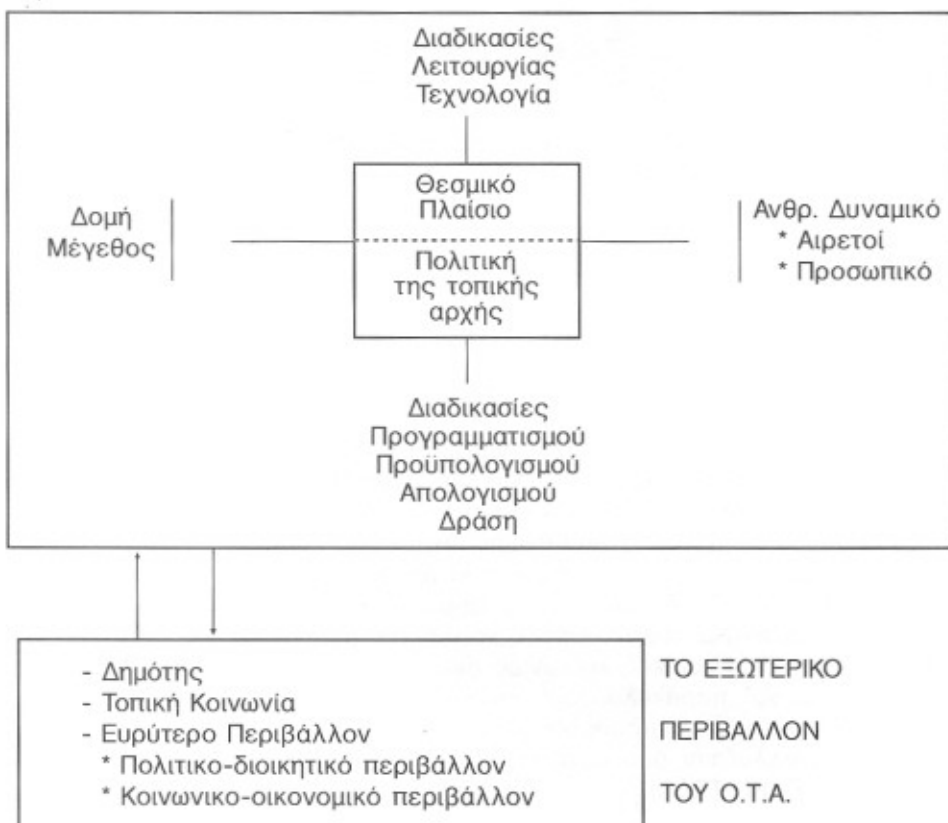 Διαδικασίες
Λειτουργίας
Τεχνολογία
Θεσμικό
Πλαίσιο
Δομή
Μέγεθος
Ανθρ. Δυναμικό
* Αιρετοί
* Προσωπικό
Πολιτική
της τοπικής
αρχής
Διαδικασίες
Προγραμματισμού
Προϋπολογισμού
Απολογισμού
Δράση
- Δημότης
- Τοπική Κοινωνία
- Ευρύτερο Περιβάλλον
* Πολιτικο-διοικητικό περιβάλλον
* Κοινωνικο-οικονομικό περιβάλλον
ΤΟ ΕΞΩΤΕΡΙΚΟ
ΠΕΡΙΒΑΛΛΟΝ
ΤΟΥ Ο.Τ.Α.